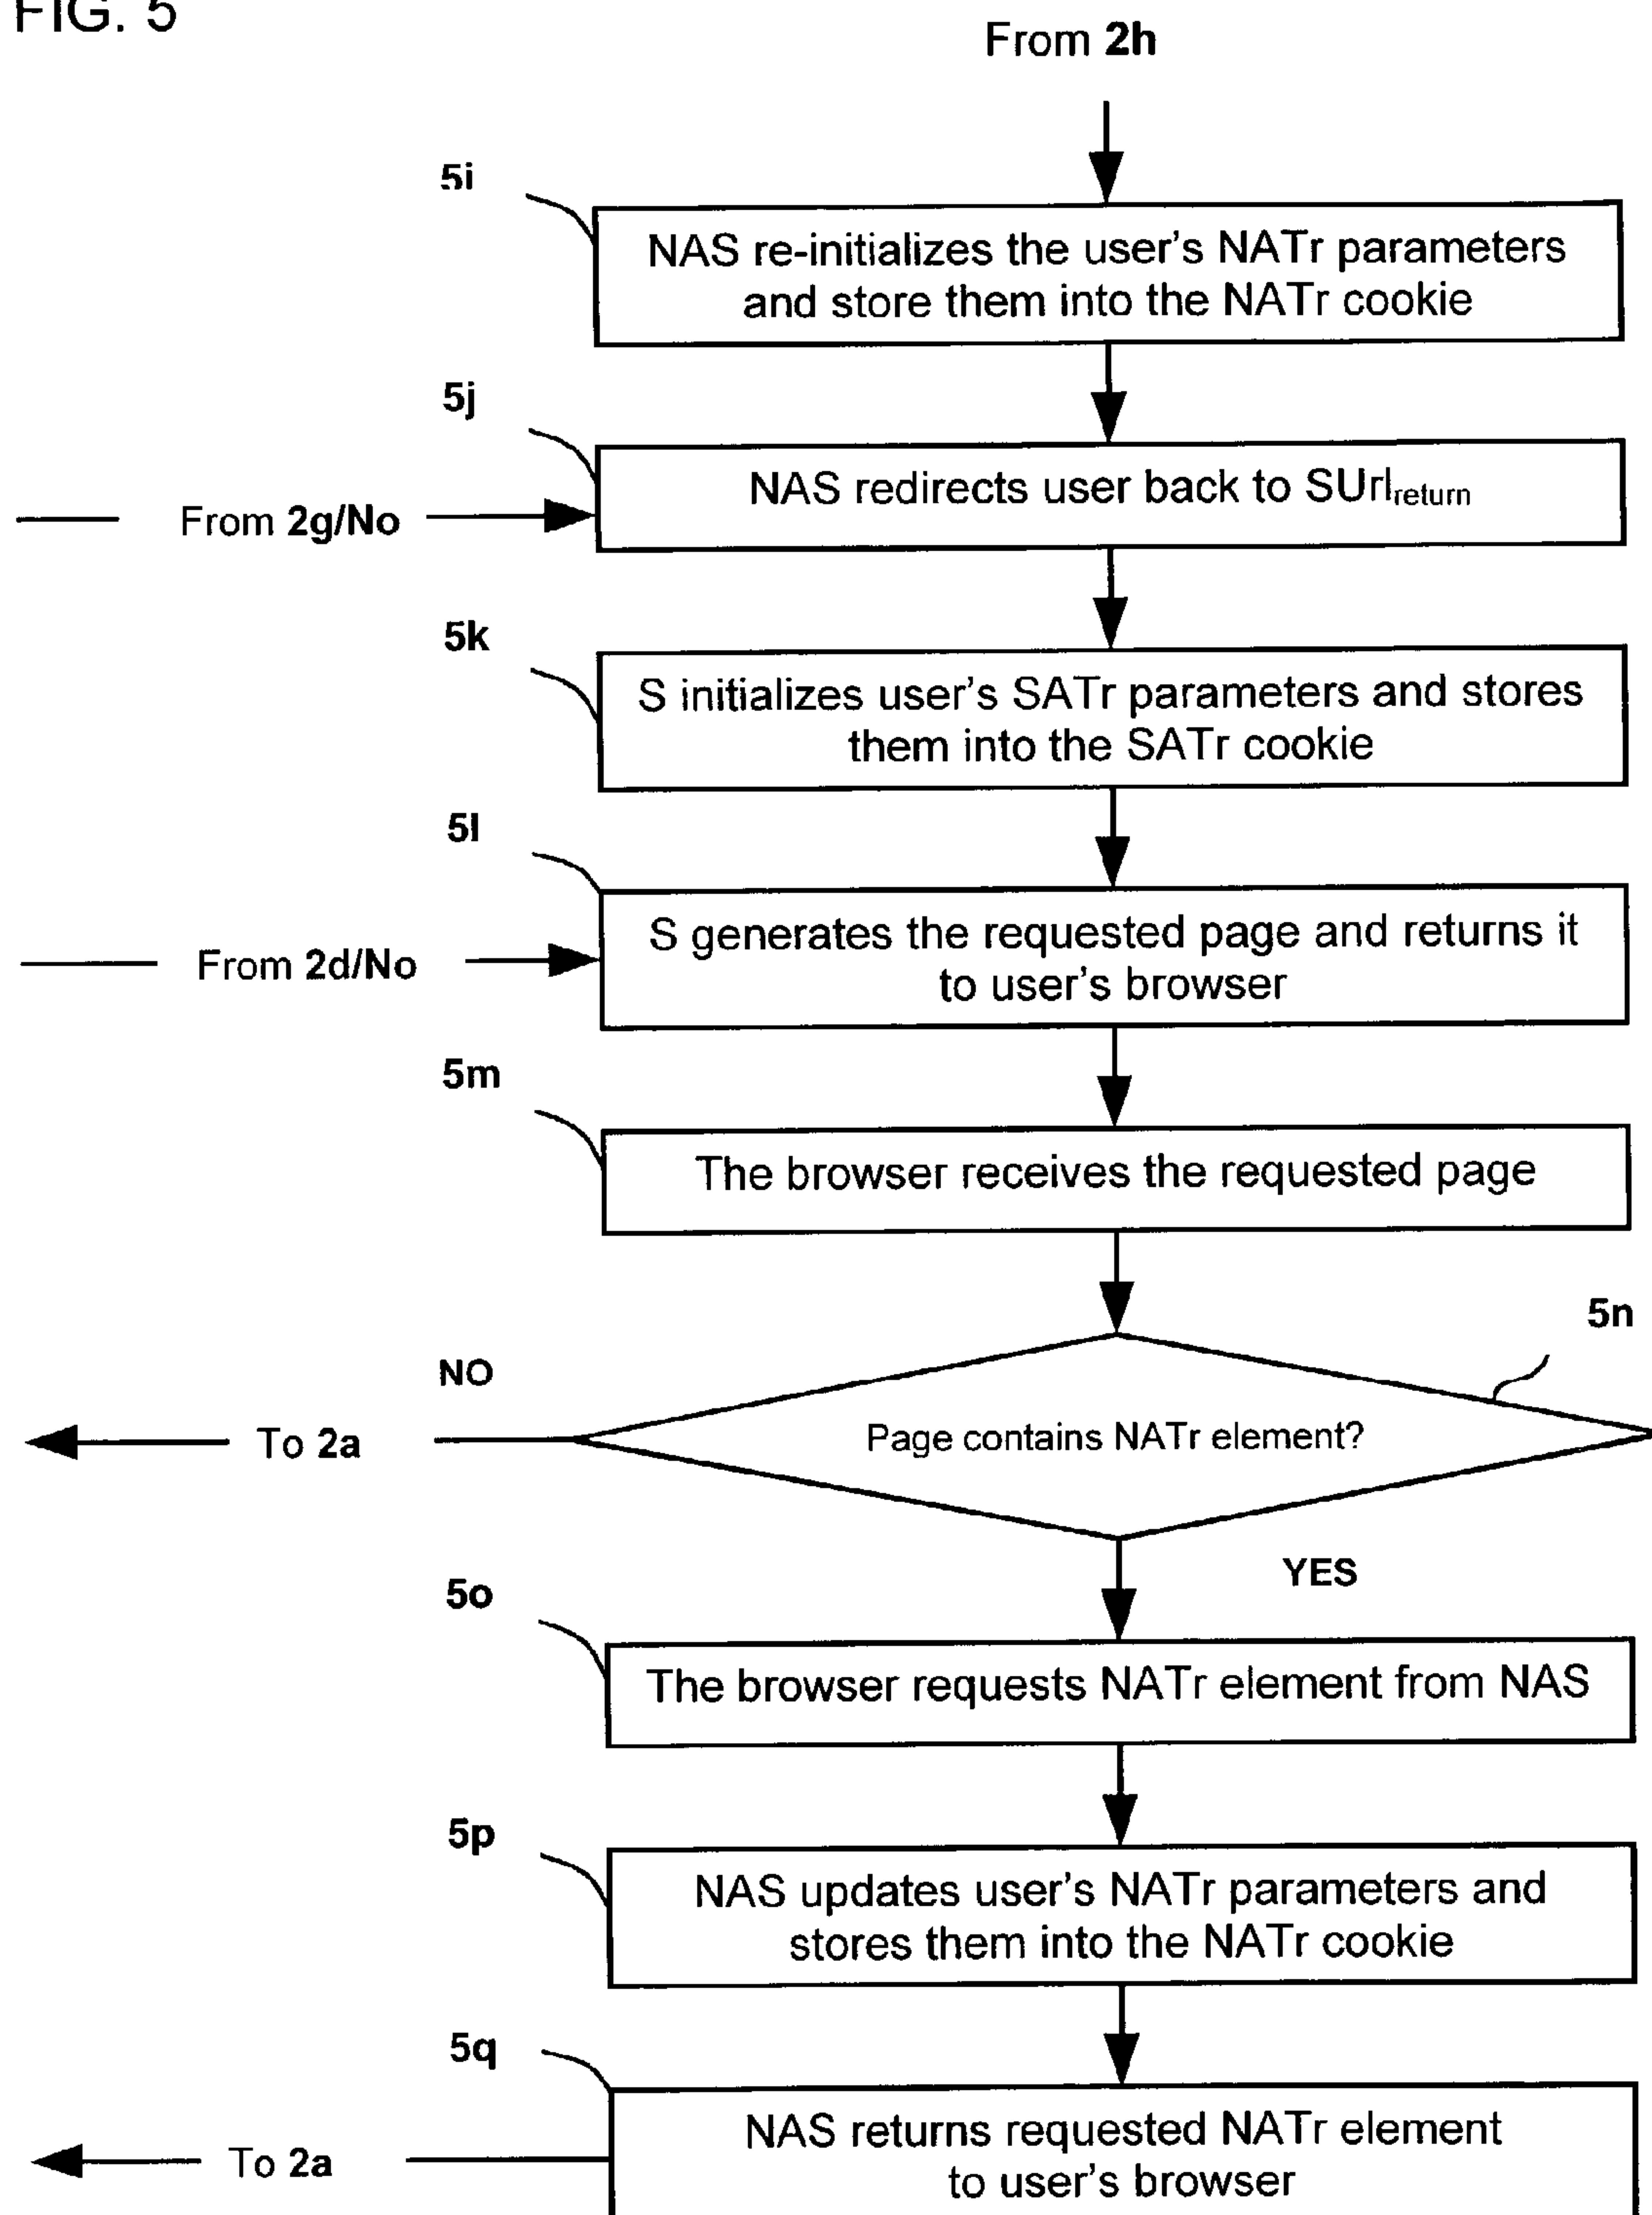 FIG. 5
From 2h
5i
NAS re-initializes the user's NATr parameters
and store them into the NATr cookie
5j
NAS redirects user back to SUrlreturn
From 2g/No
5k
S initializes user's SATr parameters and stores
them into the SATr cookie
5l
S generates the requested page and returns it
to user's browser
From 2d/No
5m
The browser receives the requested page
5n
NO
Page contains NATr element?
To 2a
YES
5o
The browser requests NATr element from NAS
5p
NAS updates user's NATr parameters and
stores them into the NATr cookie
5q
NAS returns requested NATr element
to user's browser
To 2a